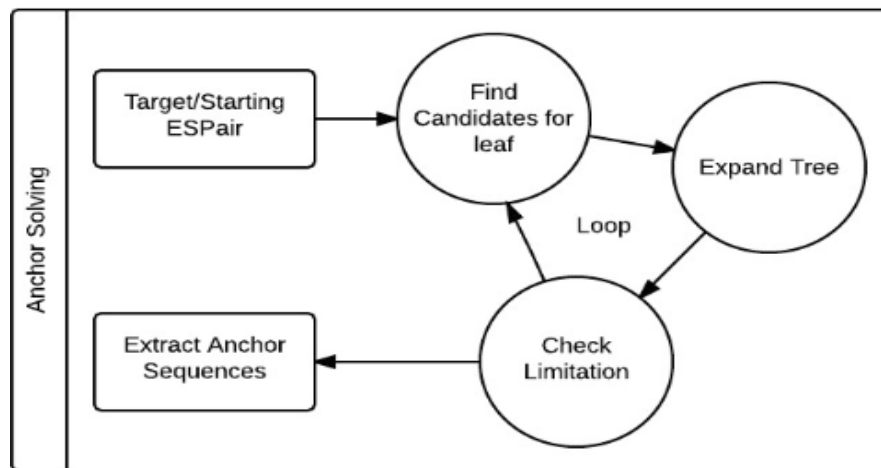 Anchor Solving
Target/Starting
ESPair
Find
Candidates for
leaf
Expand Tree
Loop
Check
Limitation
Extract Anchor
Sequences